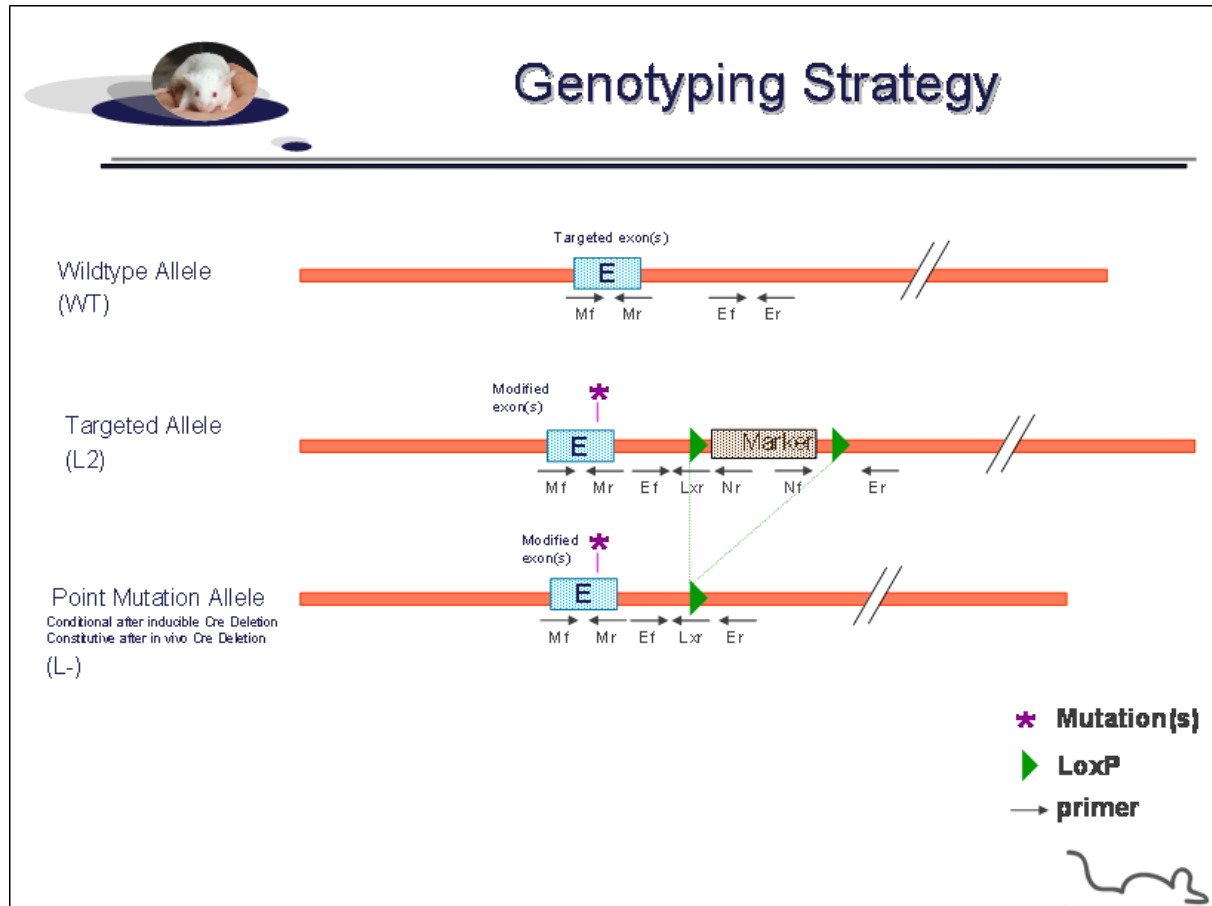 Genotyping Strategy
Targeted exon(s)
Wildtype Allele
(WT)
E
Mf Mr Ef Er
Modified
exon(s)
*
Targeted Allele
(L2)
E
Marker
Mf Mr Ef Lxr Nr Nf Er
Modified
exon(s)
*
Point Mutation Allele
Conditional after inducible Cre Deletion
Constitutive after in vivo Cre Deletion
(L-)
E
Mf Mr Ef Lxr Er
* Mutation(s)
LoxP
primer